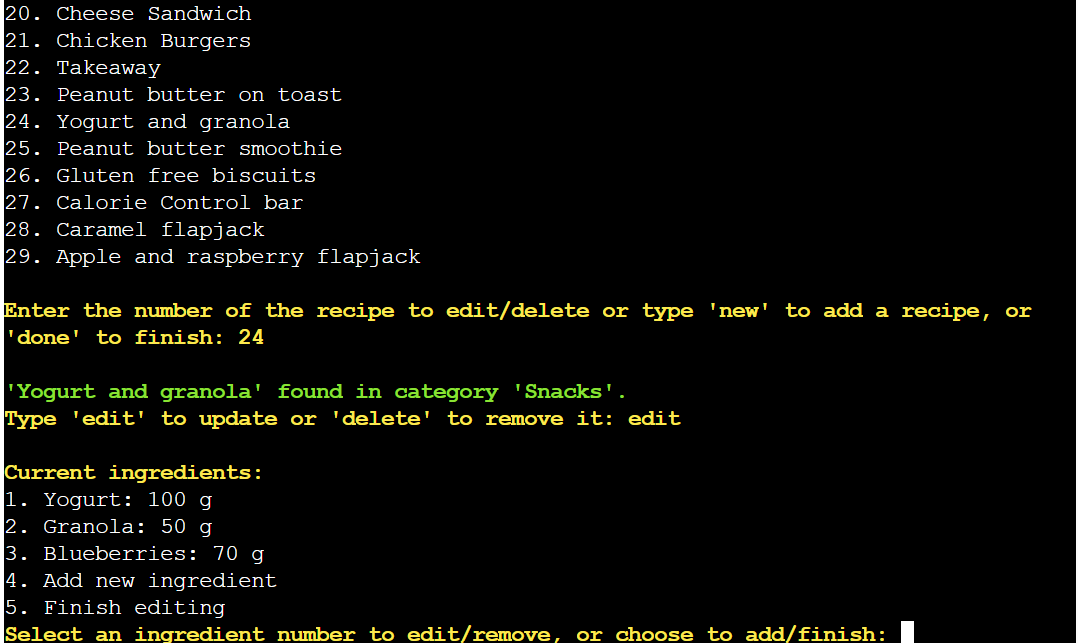 20. Cheese Sandwich
21. Chicken Burgers
22. Takeaway
23. Peanut butter on toast
24. Yogurt and granola
25. Peanut butter smoothie
26. Gluten free biscuits
27. Calorie Control bar
28. Caramel flapjack
29. Apple and raspberry flapjack
Enter the number of the recipe to edit/delete or type 'new' to add a recipe, or
'done' to finish: 24
'Yogurt and granola' found in category 'Snacks'.
Type 'edit' to update or 'delete' to remove it: edit
Current ingredients:
1. Yogurt: 100 g
2. Granola: 50 g
3. Blueberries: 70 g
4. Add new ingredient
5. Finish editing
Select an ingredient number to edit/remove, or choose to add/finish: